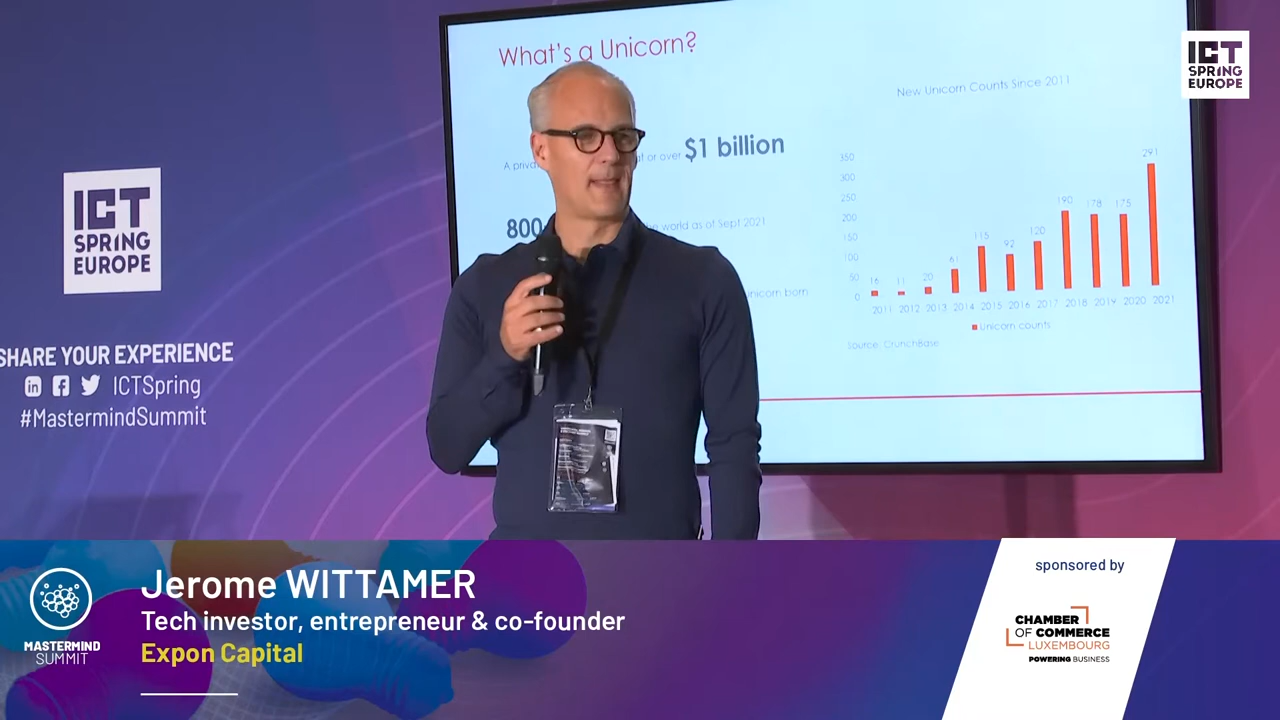 What's a Unicorn?
New Unicorn Counts Since 2011
ICT
SPRING
EUROPE
or over $1 billion
800
world as of Sept 2021
unicorn born
350
300
250
200
150
100
50
0
16
11
20
61
115
92
120
190
178
175
291
2011 2012 2013 2014 2015 2016 2017 2018 2019 2020 2021
Unicorn counts
Source: CrunchBase
ICT
SPRING
EUROPE
SHARE YOUR EXPERIENCE
ICTSpring
#MastermindSummit
MASTERMIND
SUMMIT
Jerome WITTAMER
Tech investor, entrepreneur & co-founder
Expon Capital
sponsored by
CHAMBER
OF COMMERCE
LUXEMBOURG
POWERING BUSINESS